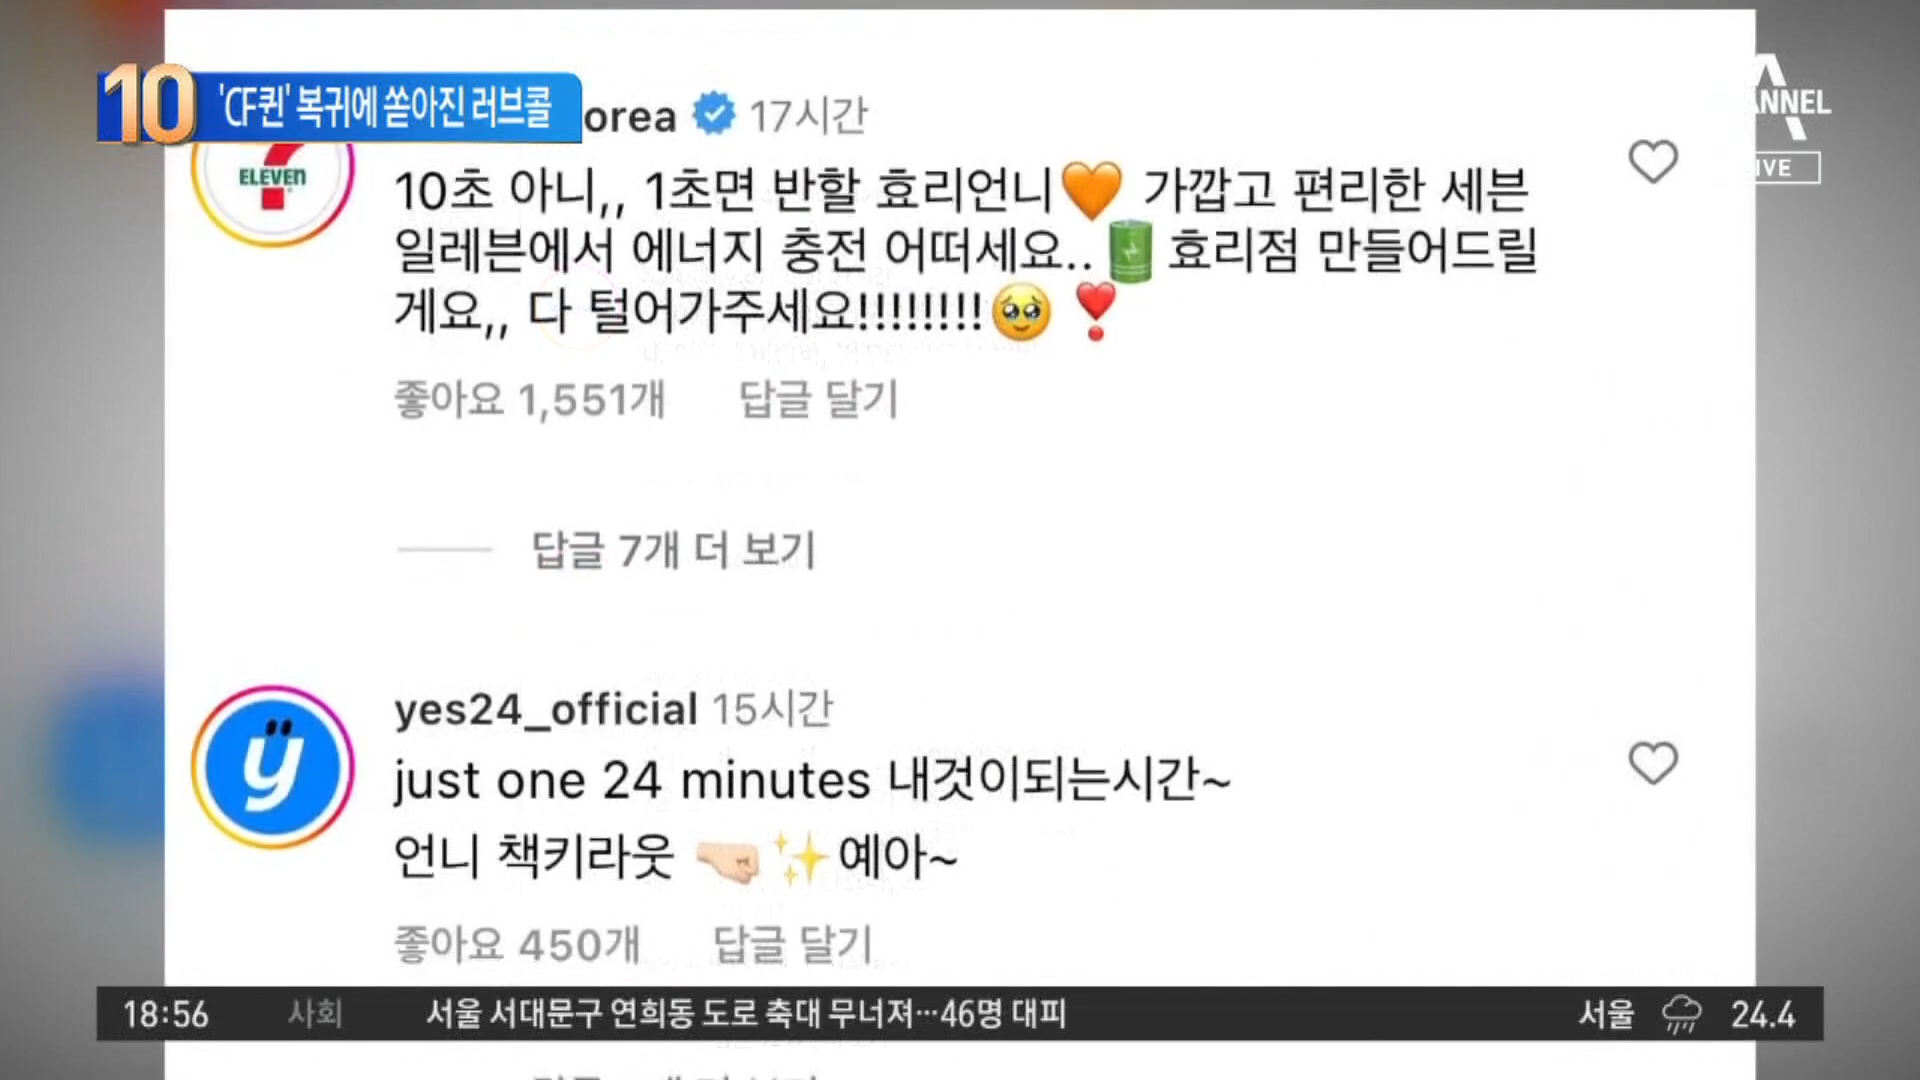 10 'CF퀸' 복귀에 쏟아진 러브콜
ANNEL
IVE
orea 17시간
ELEVEN
10초 아니,, 1초면 반할 효리언니🧡 가깝고 편리한 세븐
일레븐에서 에너지 충전 어떠세요..🔋 효리점 만들어드릴
게요,, 다 털어가주세요!!!!!!!!🥹 ❣️
좋아요 1,551개 답글 달기
답글 7개 더 보기
yes24_official 15시간
ÿ
just one 24 minutes 내것이되는시간~
언니 책키라웃 🤜🏻✨예아~
좋아요 450개 답글 달기
18:56 사회 서울 서대문구 연희동 도로 축대 무너져…46명 대피 서울 24.4